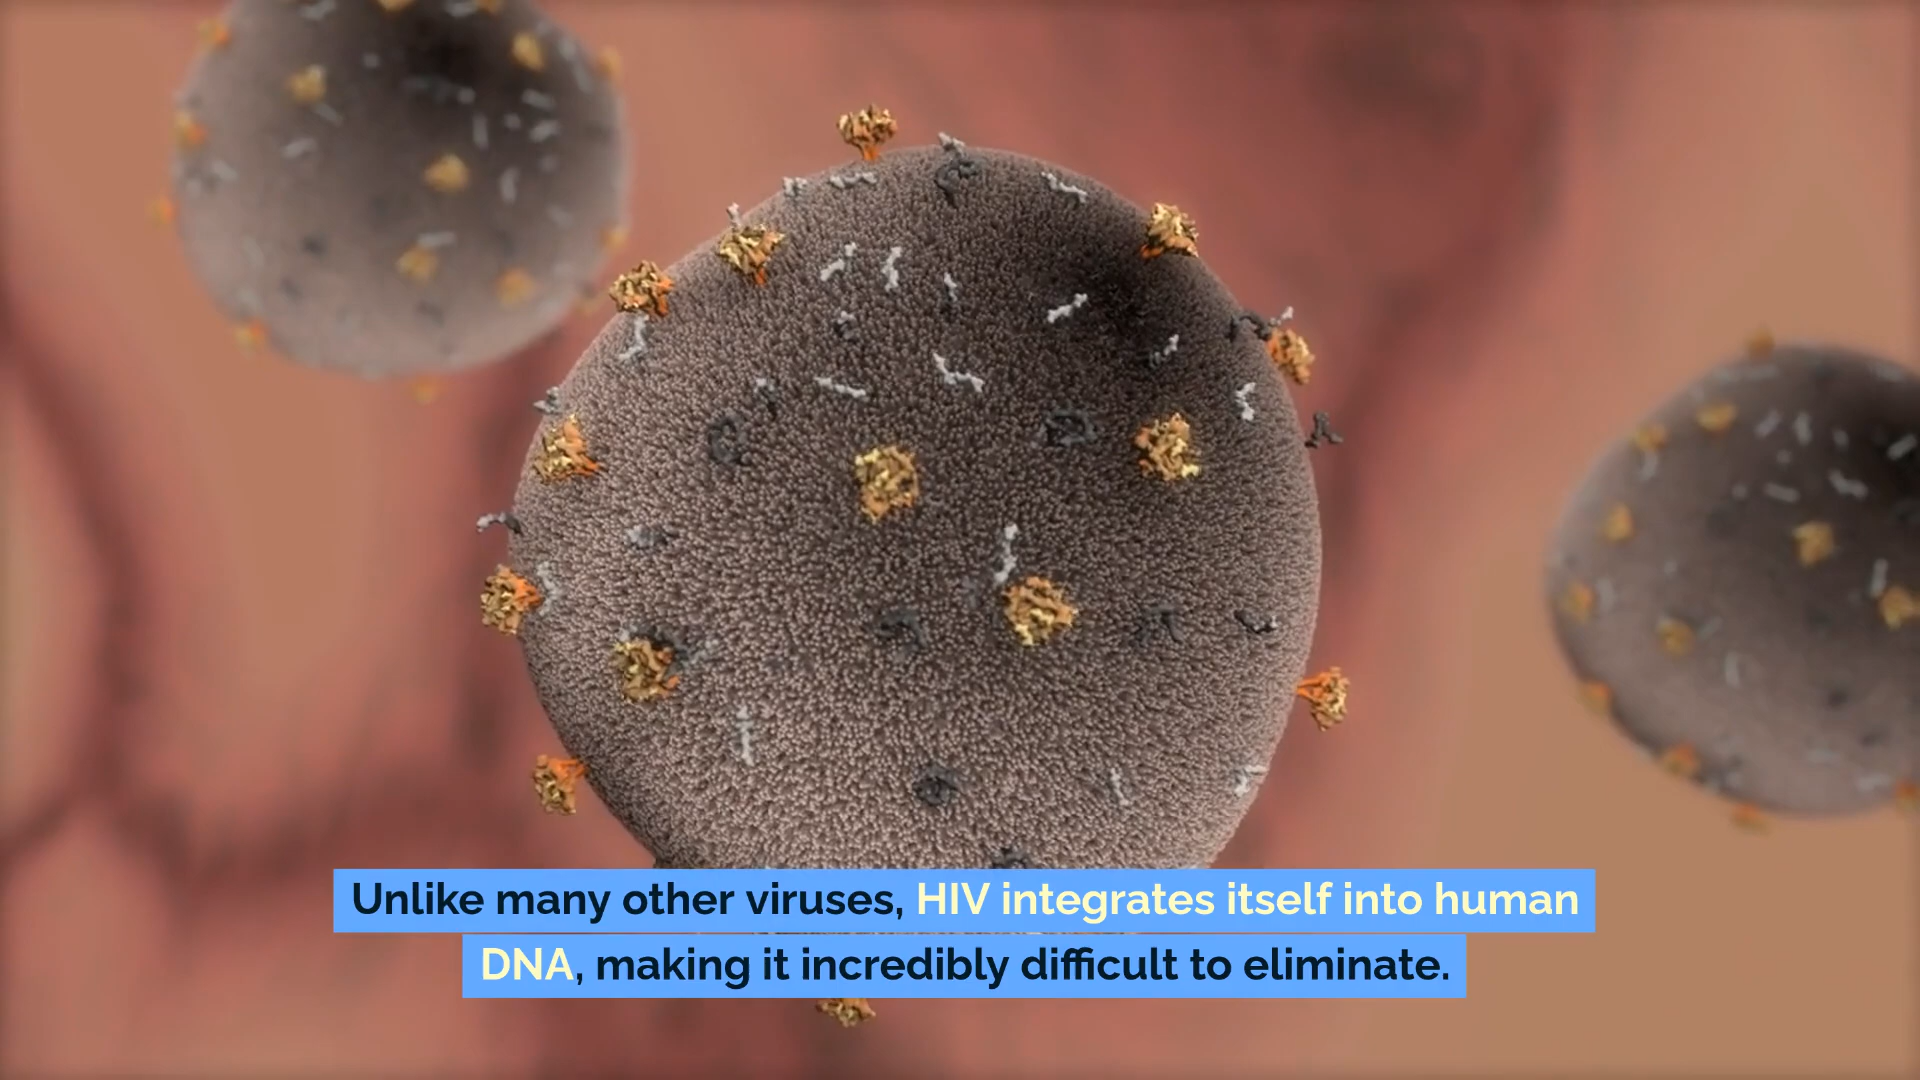 Unlike many other viruses, HIV integrates itself into human
DNA, making it incredibly difficult to eliminate.